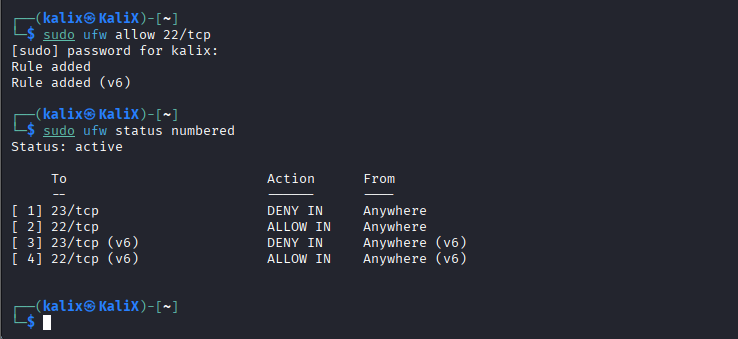 ┌──(kalix㉿KaliX)-[~]
└─$ sudo ufw allow 22/tcp
[sudo] password for kalix:
Rule added
Rule added (v6)

┌──(kalix㉿KaliX)-[~]
└─$ sudo ufw status numbered
Status: active

     To                         Action      From
     --                         ------      ----
[ 1] 23/tcp                     DENY IN     Anywhere
[ 2] 22/tcp                     ALLOW IN    Anywhere
[ 3] 23/tcp (v6)                DENY IN     Anywhere (v6)
[ 4] 22/tcp (v6)                ALLOW IN    Anywhere (v6)

┌──(kalix㉿KaliX)-[~]
└─$